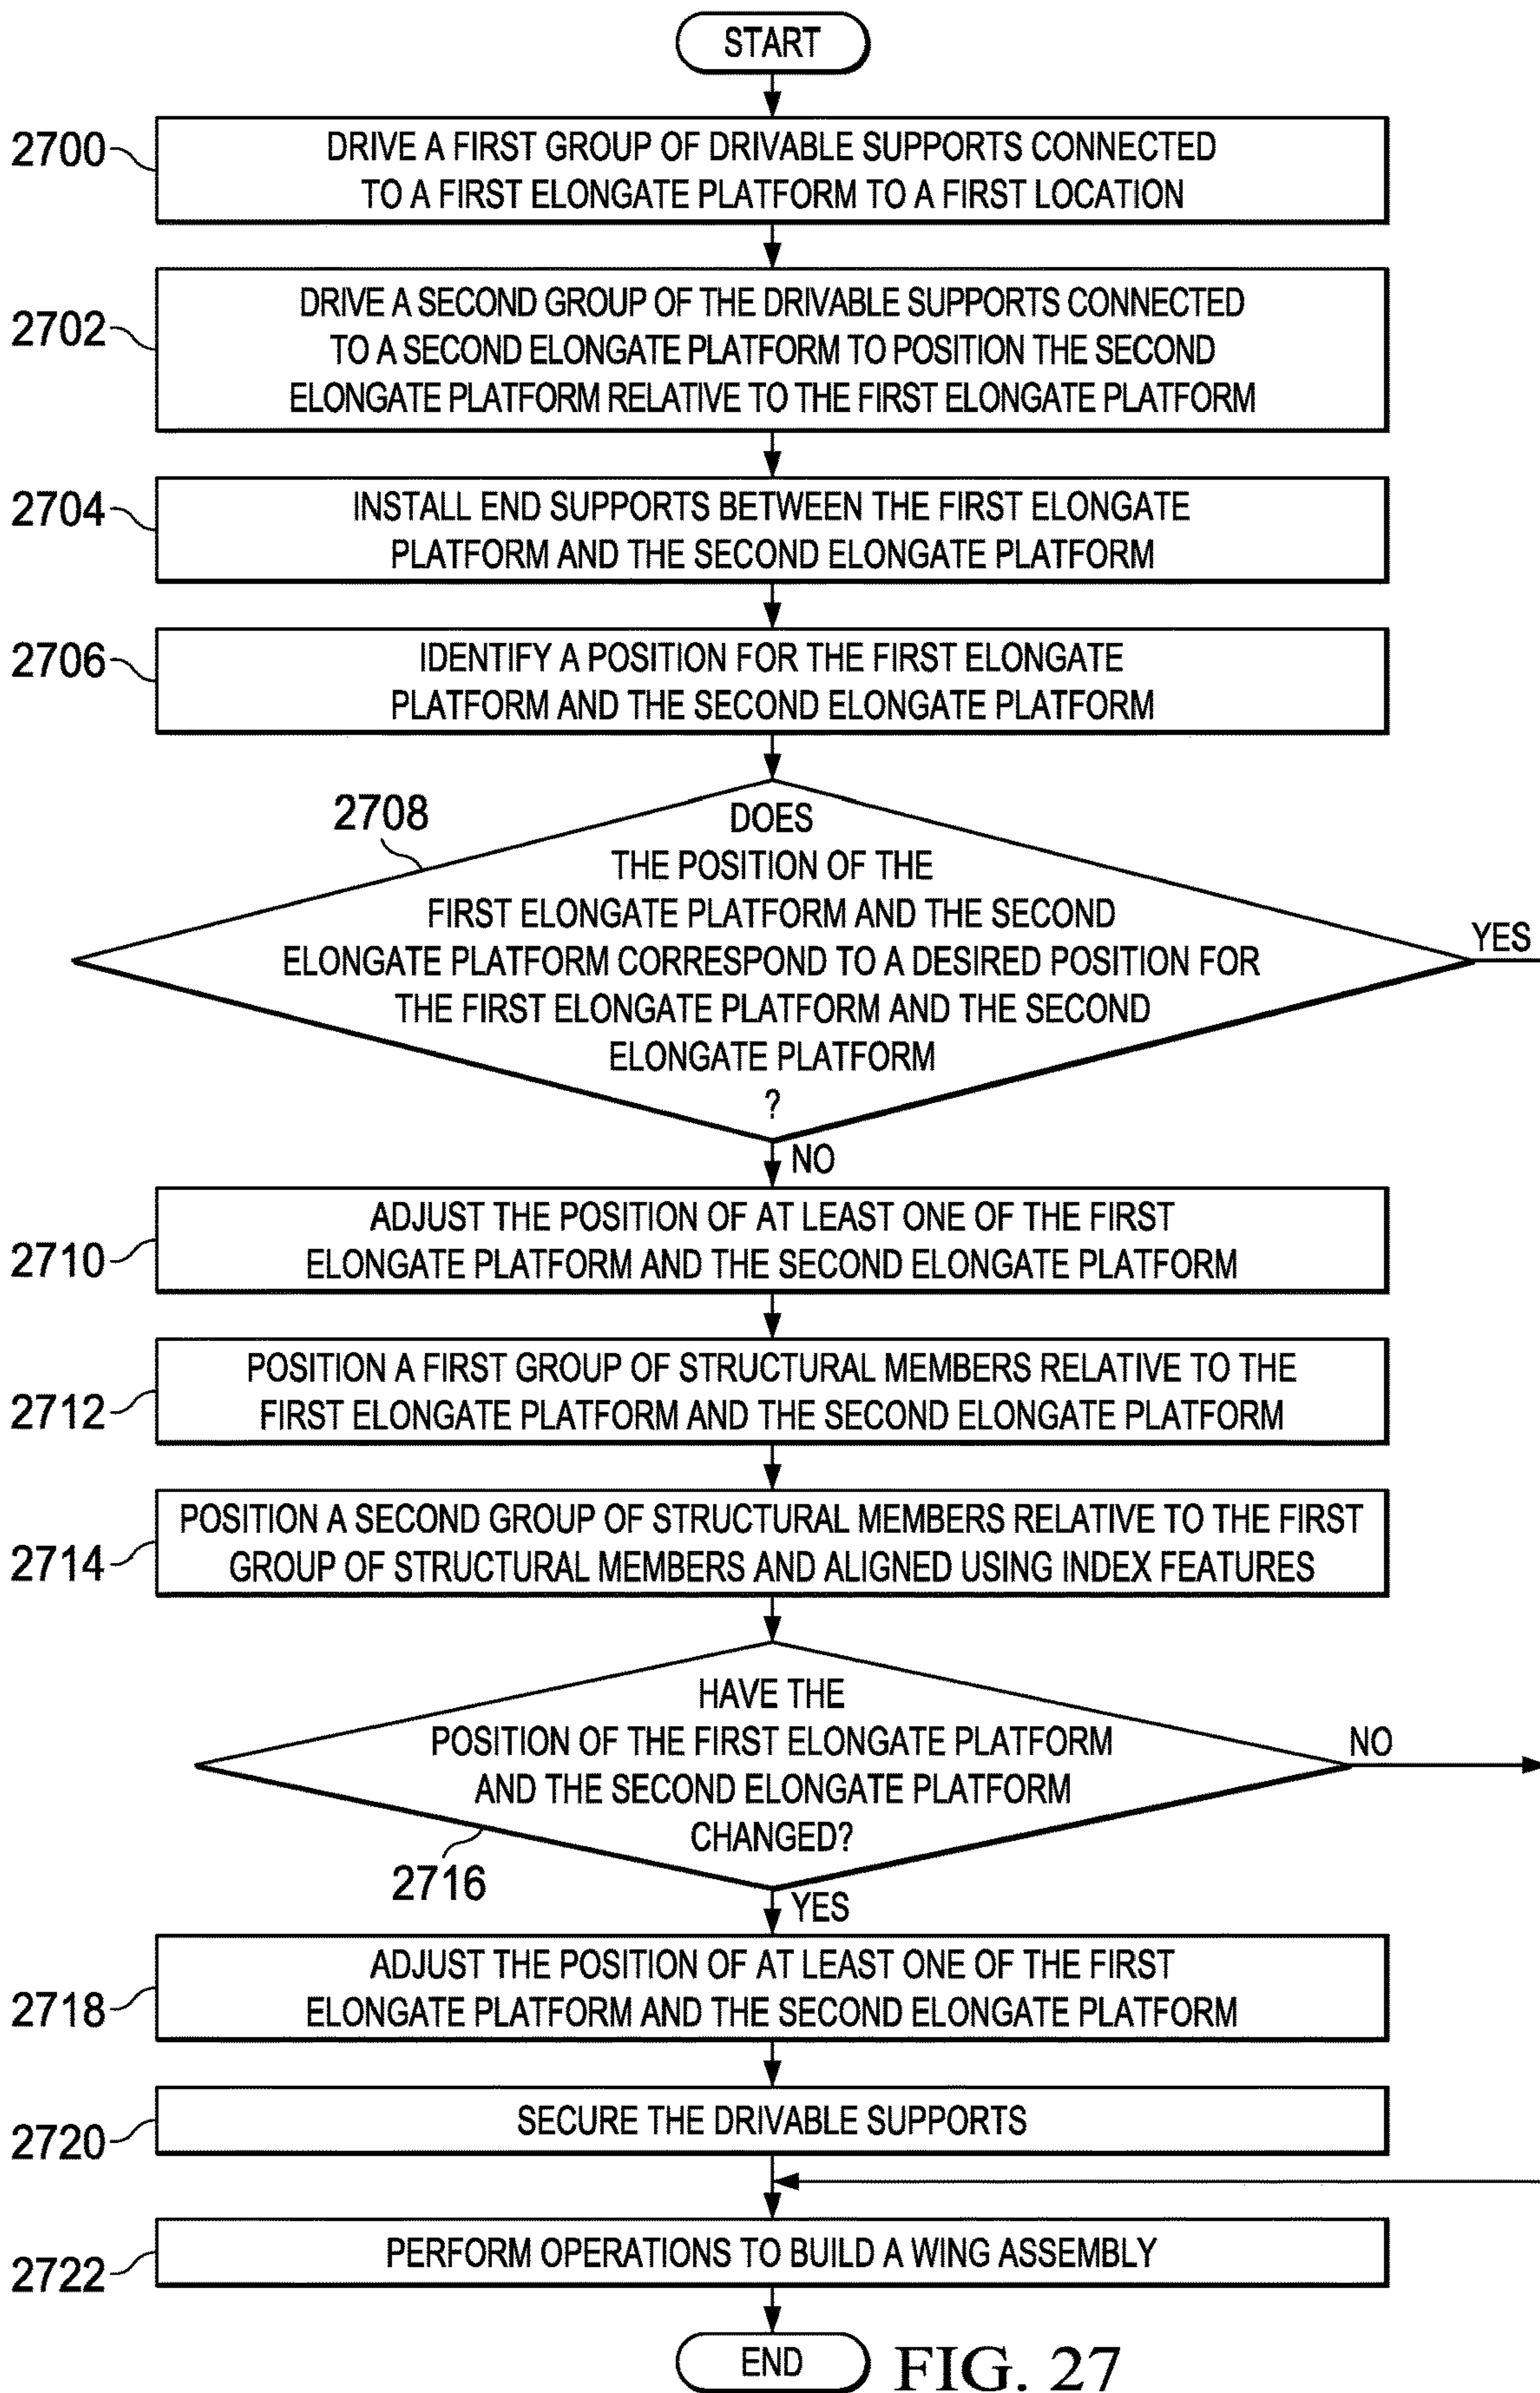 START
2700
DRIVE A FIRST GROUP OF DRIVABLE SUPPORTS CONNECTED
TO A FIRST ELONGATE PLATFORM TO A FIRST LOCATION
2702
DRIVE A SECOND GROUP OF THE DRIVABLE SUPPORTS CONNECTED
TO A SECOND ELONGATE PLATFORM TO POSITION THE SECOND
ELONGATE PLATFORM RELATIVE TO THE FIRST ELONGATE PLATFORM
2704
INSTALL END SUPPORTS BETWEEN THE FIRST ELONGATE
PLATFORM AND THE SECOND ELONGATE PLATFORM
2706
IDENTIFY A POSITION FOR THE FIRST ELONGATE
PLATFORM AND THE SECOND ELONGATE PLATFORM
2708
DOES
THE POSITION OF THE
FIRST ELONGATE PLATFORM AND THE SECOND
ELONGATE PLATFORM CORRESPOND TO A DESIRED POSITION FOR
THE FIRST ELONGATE PLATFORM AND THE SECOND
ELONGATE PLATFORM
?
YES
NO
2710
ADJUST THE POSITION OF AT LEAST ONE OF THE FIRST
ELONGATE PLATFORM AND THE SECOND ELONGATE PLATFORM
2712
POSITION A FIRST GROUP OF STRUCTURAL MEMBERS RELATIVE TO THE
FIRST ELONGATE PLATFORM AND THE SECOND ELONGATE PLATFORM
2714
POSITION A SECOND GROUP OF STRUCTURAL MEMBERS RELATIVE TO THE FIRST
GROUP OF STRUCTURAL MEMBERS AND ALIGNED USING INDEX FEATURES
HAVE THE
POSITION OF THE FIRST ELONGATE PLATFORM
AND THE SECOND ELONGATE PLATFORM
CHANGED?
NO
2716
YES
2718
ADJUST THE POSITION OF AT LEAST ONE OF THE FIRST
ELONGATE PLATFORM AND THE SECOND ELONGATE PLATFORM
2720
SECURE THE DRIVABLE SUPPORTS
2722
PERFORM OPERATIONS TO BUILD A WING ASSEMBLY
END
FIG. 27